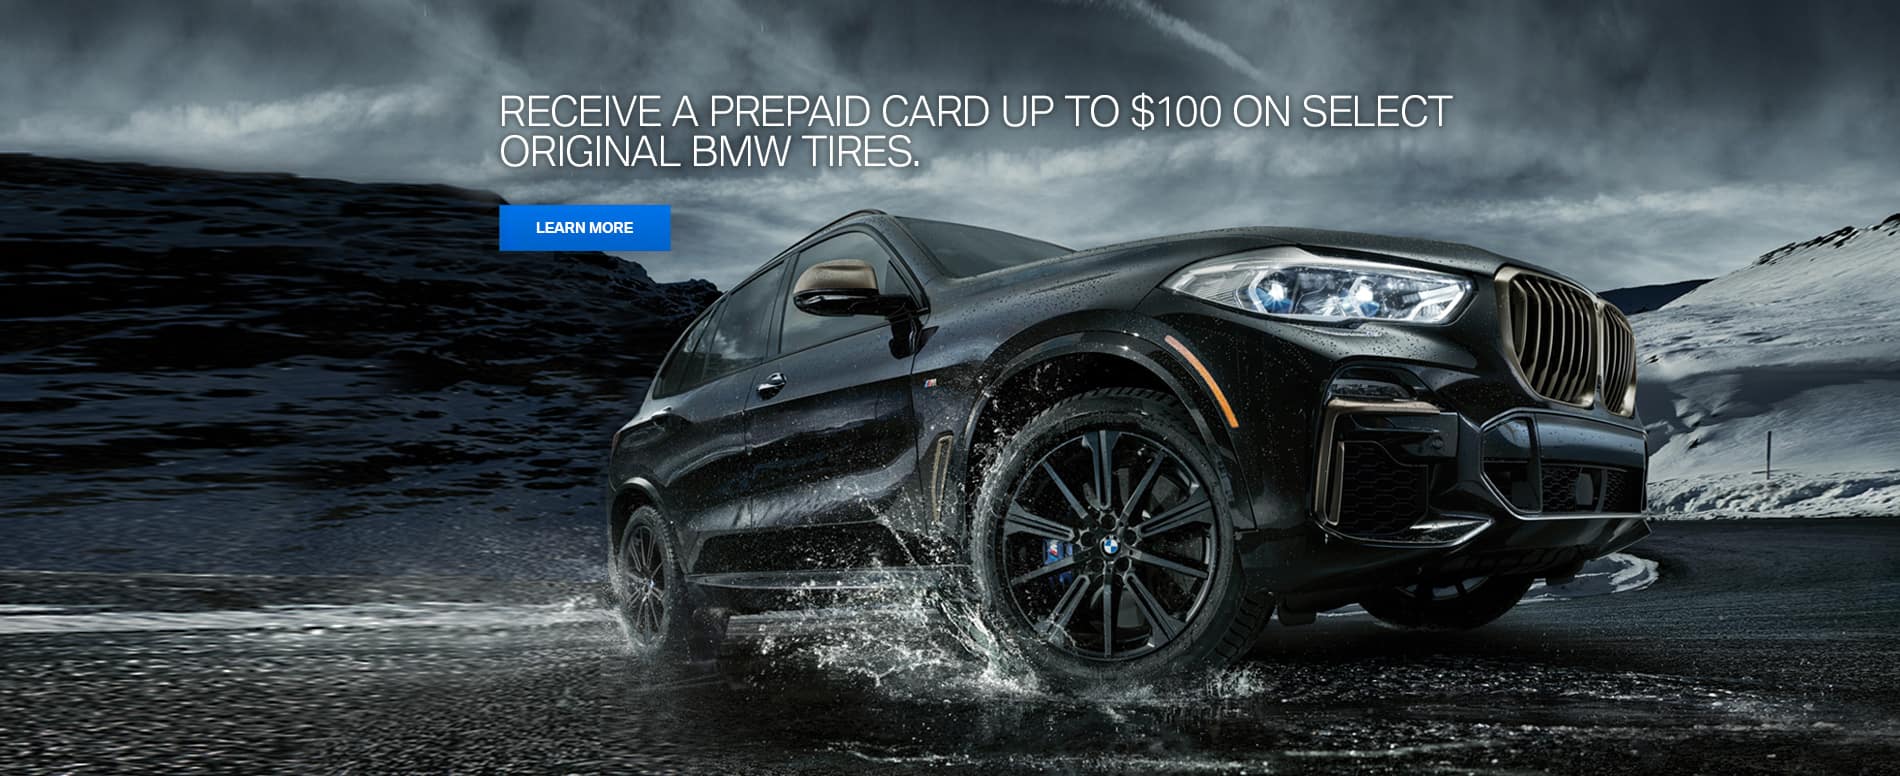 RECEIVE A PREPAID CARD UP TO $100 ON SELECT
ORIGINAL BMW TIRES.
LEARN MORE